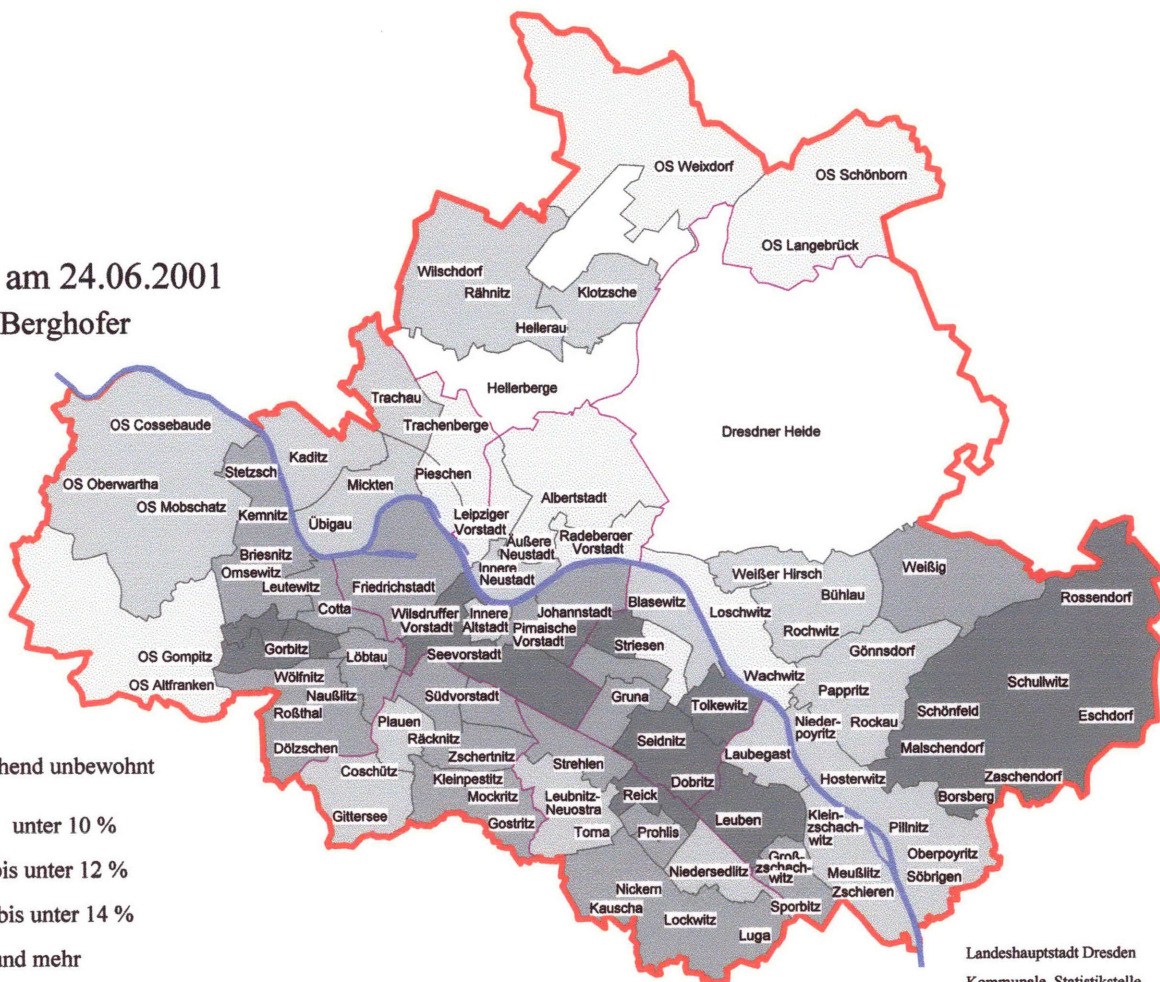 am 24.06.2001
Berghofer
OS Weixdorf
OS Schönborn
OS Langebrück
Wilschdorf
Rähnitz
Klotzsche
Hellerau
Hellerberge
Dresdner Heide
Trachau
Trachenberge
OS Cossebaude
Kaditz
Stetzsch
Mickten
Pieschen
OS Oberwartha
OS Mobschatz
Kemnitz
Übigau
Leipziger
Vorstadt
Albertstadt
Äußere
Neustadt
Radeberger
Vorstadt
Innere
Neustadt
Briesnitz
Omsewitz
Leutewitz
Friedrichstadt
Cotta
Wilsdruffer
Vorstadt
Innere
Altstadt
Johannstadt
Pirnaische
Vorstadt
Blasewitz
Weißer Hirsch
Bühlau
Weißig
Rossendorf
Loschwitz
Rochwitz
Gönnsdorf
OS Gompitz
OS Altfranken
Gorbitz
Löbtau
Seevorstadt
Striesen
Wölfnitz
Naußlitz
Roßthal
Dölzschen
Südvorstadt
Plauen
Räcknitz
Zschertnitz
Gruna
Tolkewitz
Wachwitz
Pappritz
Nieder-
poyritz
Rockau
Schullwitz
Schönfeld
Eschdorf
Malschendorf
Zaschendorf
Borsberg
Seidnitz
Laubegast
Hosterwitz
Coschütz
Gittersee
Kleinpestitz
Mockritz
Gostritz
Strehlen
Leubnitz-
Neuostra
Torna
Dobritz
Reick
Prohlis
Leuben
Klein-
zschach-
witz
Pillnitz
Oberpoyritz
Söbrigen
Niedersedlitz
Groß-
zschach-
witz
Meußlitz
Zschieren
Sporbitz
Nickern
Kauscha
Lockwitz
Luga
hend unbewohnt
unter 10 %
bis unter 12 %
bis unter 14 %
und mehr
Landeshauptstadt Dresden
Kommunale Statistikstelle